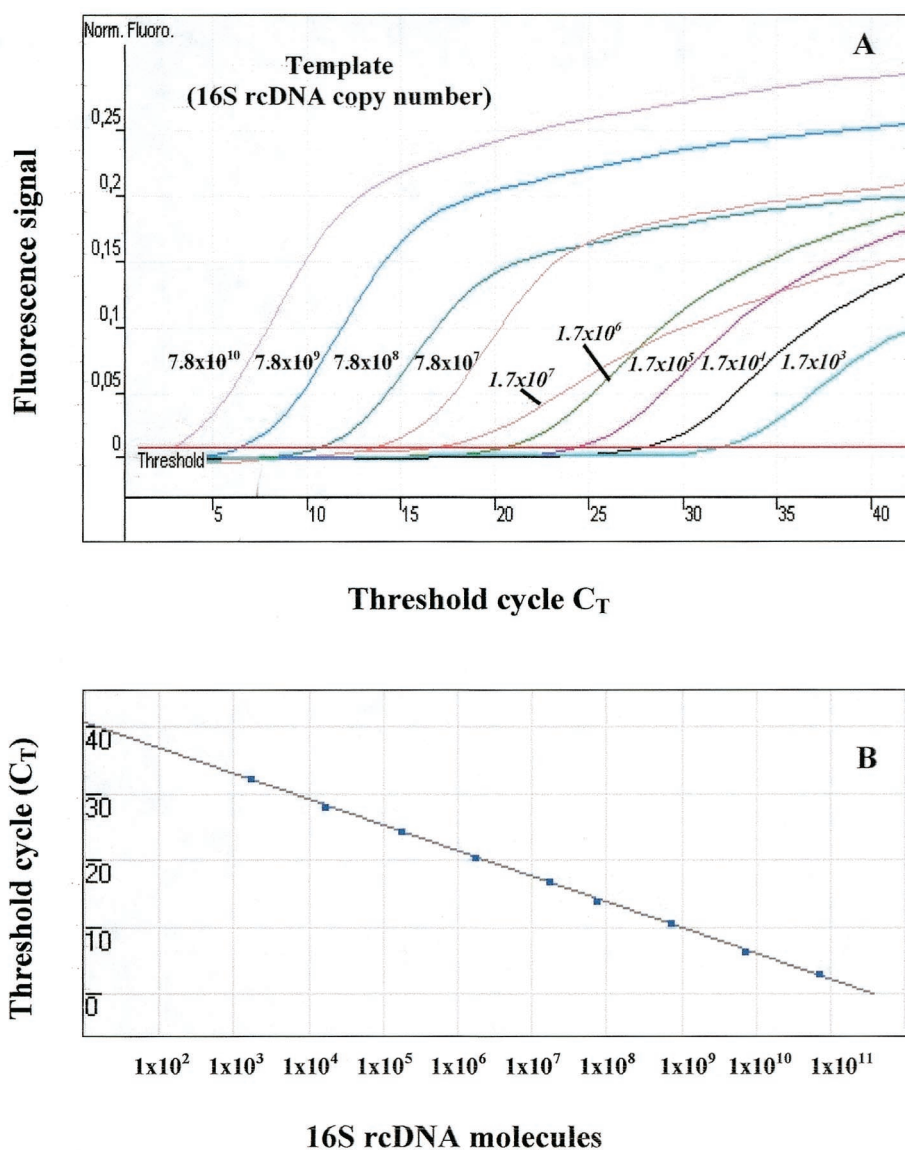 Norm. Fluoro.
A
Template
(16S rcDNA copy number)
Fluorescence signal
0,25
0,2
0,15
0,1
0,05
0
Threshold
7.8x10¹⁰
7.8x10⁹
7.8x10⁸
7.8x10⁷
1.7x10⁷
1.7x10⁶
1.7x10⁵
1.7x10⁴
1.7x10³
5 10 15 20 25 30 35 40
Threshold cycle C_T
B
Threshold cycle (C_T)
40
30
20
10
0
1x10² 1x10³ 1x10⁴ 1x10⁵ 1x10⁶ 1x10⁷ 1x10⁸ 1x10⁹ 1x10¹⁰ 1x10¹¹
16S rcDNA molecules